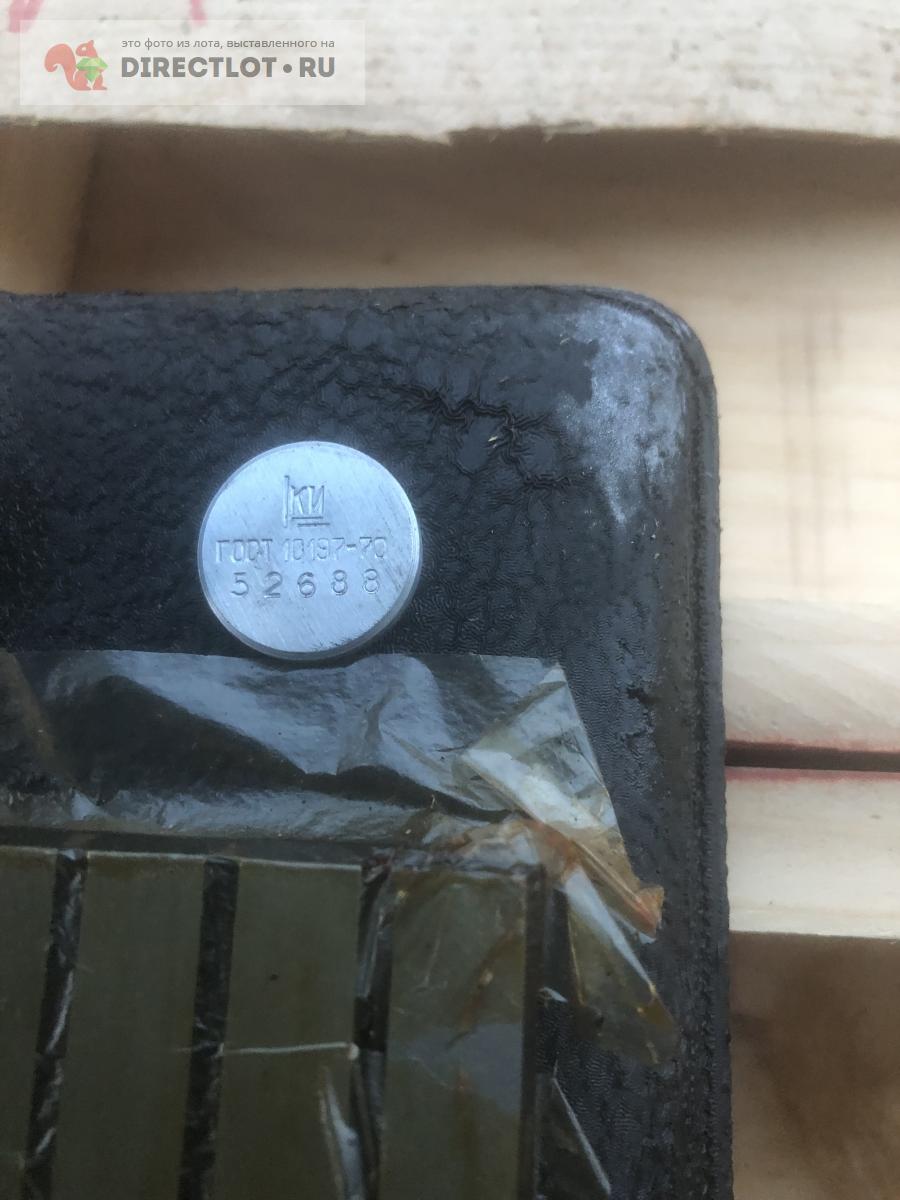 это фото из лота, выставленного на
DIRECTLOT.RU
КИ
ГОСТ 10197-70
52688